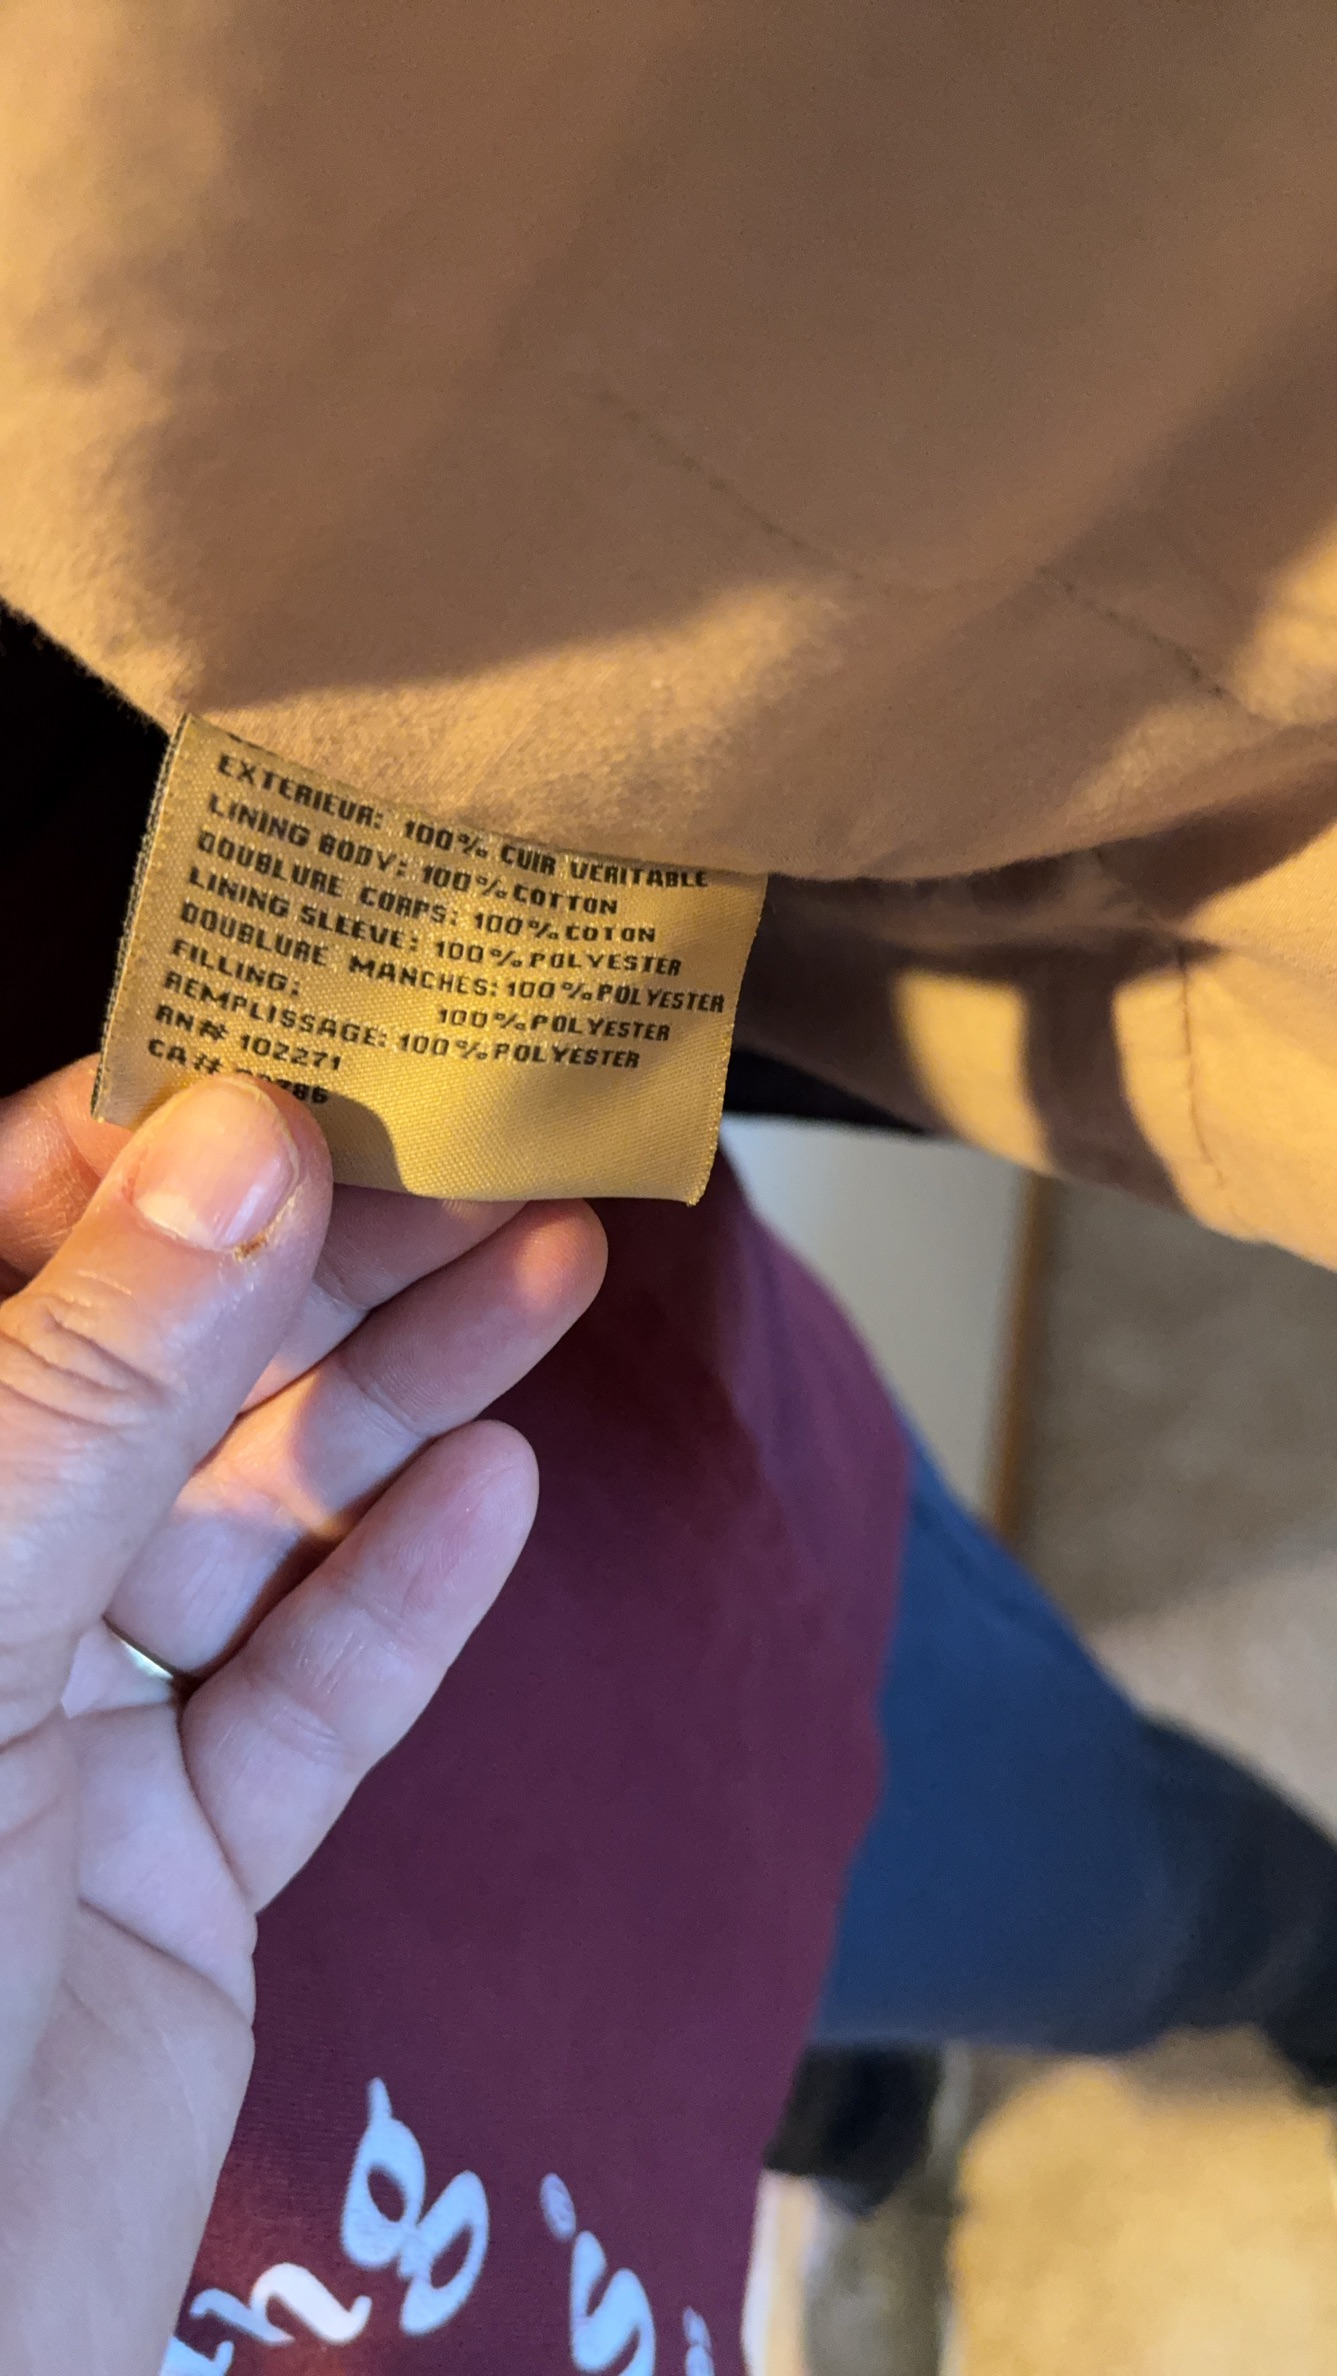 EXTERIEUR: 100% CUIR VERITABLE
LINING BODY: 100% COTTON
DOUBLURE CORPS: 100% COTON
LINING SLEEVE: 100% POLYESTER
DOUBLURE MANCHES: 100% POLYESTER
FILLING: 100% POLYESTER
REMPLISSAGE: 100% POLYESTER
RN# 102271
CA#